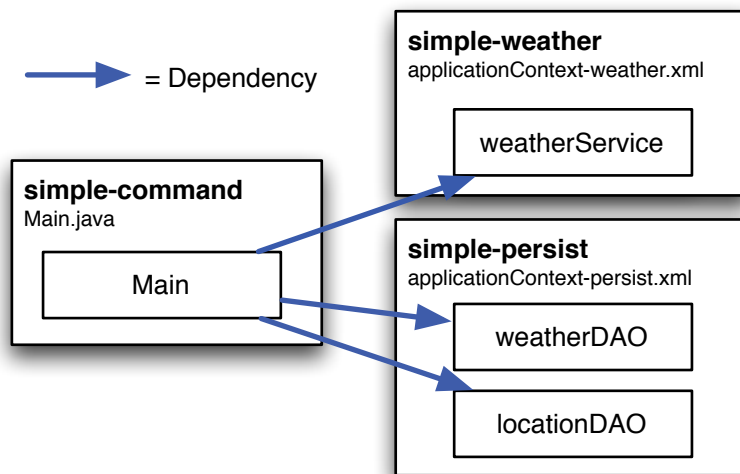 = Dependency
simple-command
Main.java
Main
simple-weather
applicationContext-weather.xml
weatherService
simple-persist
applicationContext-persist.xml
weatherDAO
locationDAO